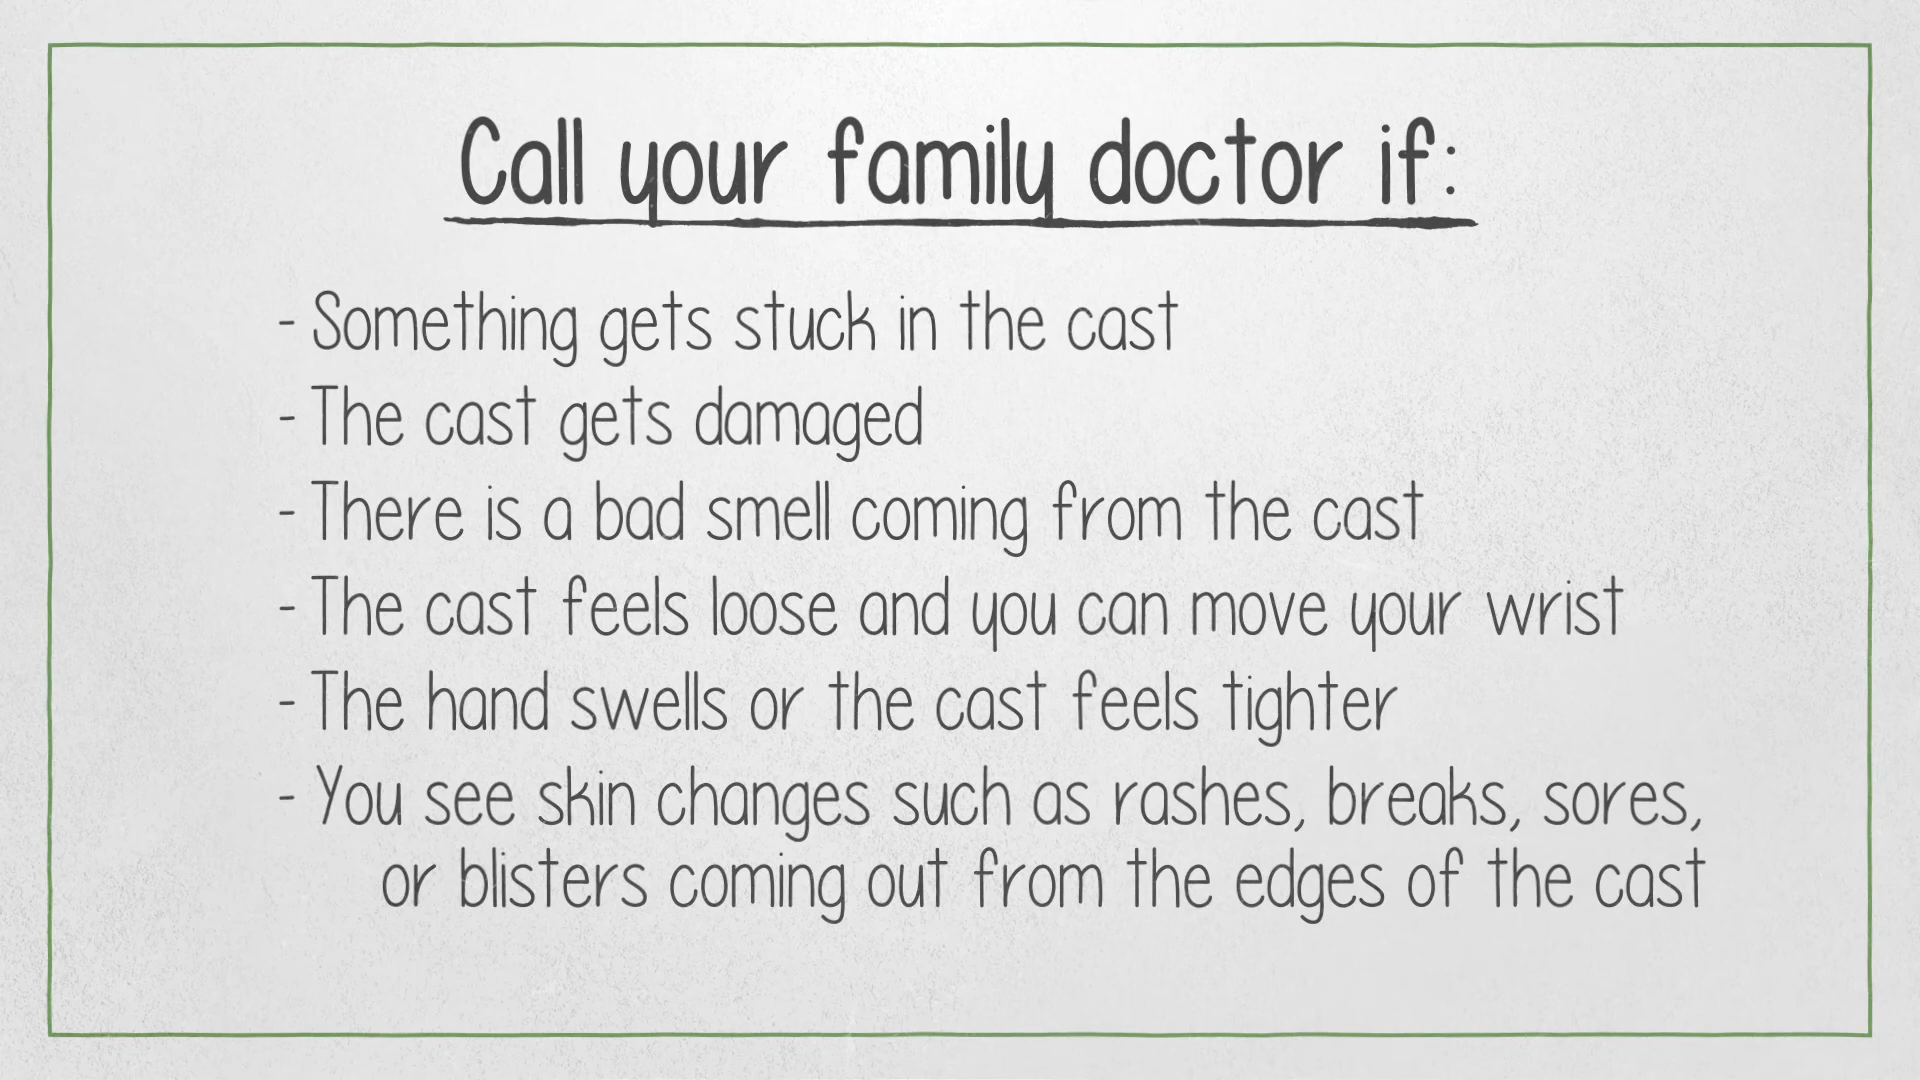 Call your family doctor if:
- Something gets stuck in the cast
- The cast gets damaged
- There is a bad smell coming from the cast
- The cast feels loose and you can move your wrist
- The hand swells or the cast feels tighter
- You see skin changes such as rashes, breaks, sores,
or blisters coming out from the edges of the cast